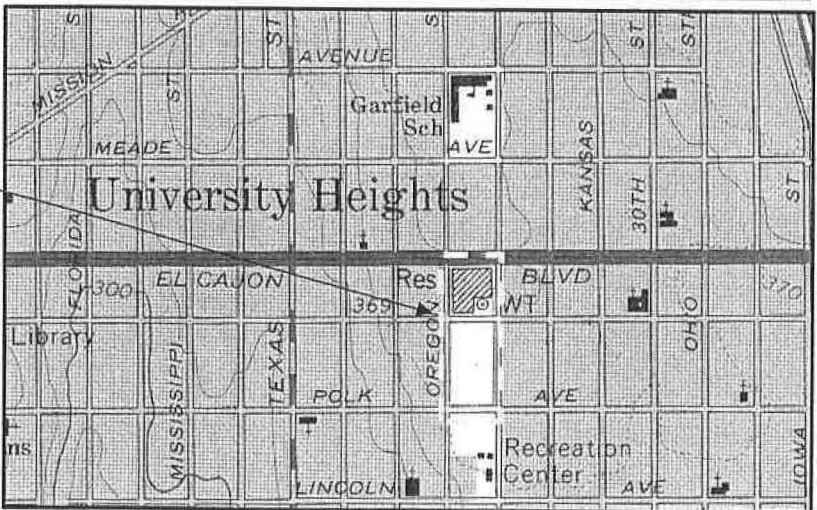 S
ST
S
ST
STR
AVENUE
MISSION
ST
Garfield
Sch
MEADE
AVE
KANSAS
University Heights
30TH
ST
FLORIDA
EL CAJON
Res
BLVD
300
369
WT
370
OREGON
Library
OHIO
TEXAS
MISSISSIPPI
POLK
AVE
ns
Recreation
Center
IOWA
LINCOLN
AVE